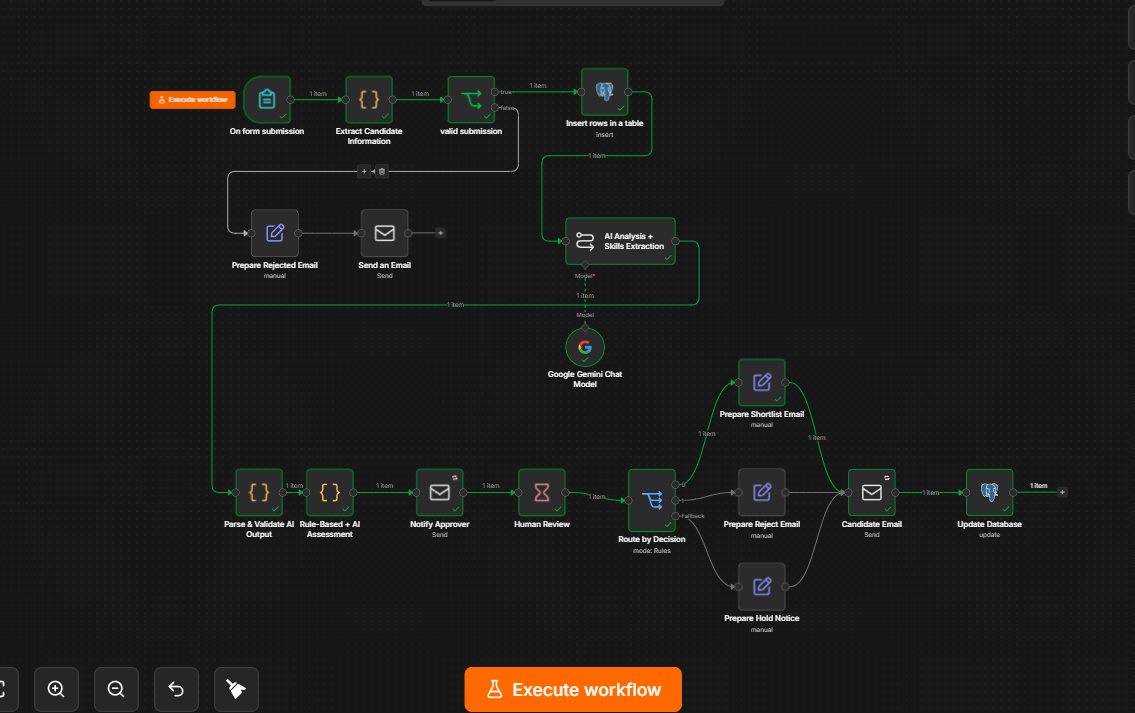 Execute workflow
1 item
1 item
true
false
1 item
On form submission
Extract Candidate
Information
valid submission
Insert rows in a table
insert
1 item
AI Analysis +
Skills Extraction
Prepare Rejected Email
manual
Send an Email
Send
Model*
1 item
1 item
Model
Google Gemini Chat
Model
Prepare Shortlist Email
manual
1 item
1 item
1 item
1 item
1 item
1 item
0
1
Fallback
1 item
1 item
Parse & Validate AI
Output
Rule-Based + AI
Assessment
Notify Approver
Send
Human Review
Route by Decision
mode: Rules
Prepare Reject Email
manual
Candidate Email
Send
Update Database
update
Prepare Hold Notice
manual
Execute workflow